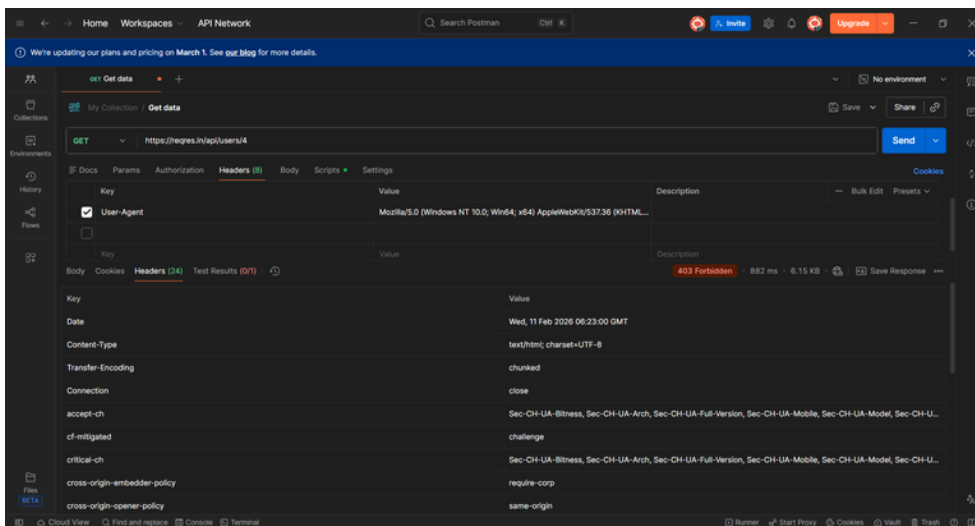 Home Workspaces API Network Search Postman Ctrl K Invite Upgrade
We're updating our plans and pricing on March 1. See our blog for more details.
GET Get data No environment
My Collection / Get data Save Share
Collections
GET https://reqres.in/api/users/4 Send
Environments
Docs Params Authorization Headers (8) Body Scripts Settings Cookies
History
Key Value Description Bulk Edit Presets
User-Agent Mozilla/5.0 (Windows NT 10.0; Win64; x64) AppleWebKit/537.36 (KHTML...
Flows
Key Value Description
Body Cookies Headers (24) Test Results (0/1) 403 Forbidden 882 ms 6.15 KB Save Response
Key Value
Date Wed, 11 Feb 2026 06:23:00 GMT
Content-Type text/html; charset=UTF-8
Transfer-Encoding chunked
Connection close
accept-ch Sec-CH-UA-Bitness, Sec-CH-UA-Arch, Sec-CH-UA-Full-Version, Sec-CH-UA-Mobile, Sec-CH-UA-Model, Sec-CH-U...
cf-mitigated challenge
critical-ch Sec-CH-UA-Bitness, Sec-CH-UA-Arch, Sec-CH-UA-Full-Version, Sec-CH-UA-Mobile, Sec-CH-UA-Model, Sec-CH-U...
cross-origin-embedder-policy require-corp
Files
BETA
cross-origin-opener-policy same-origin
Cloud View Find and replace Console Terminal Runner Start Proxy Cookies Vault Trash